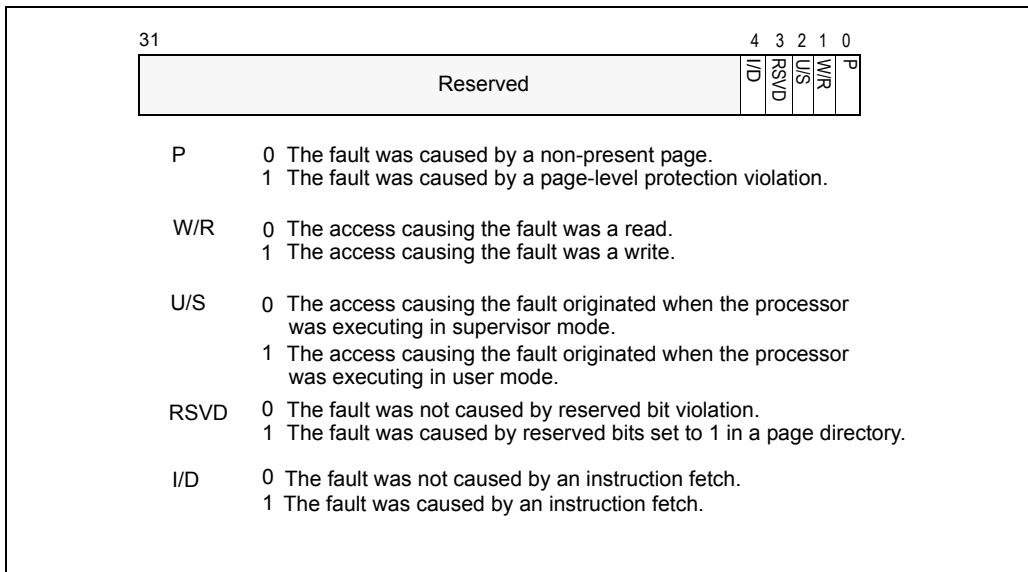 31 4 3 2 1 0
Reserved I/D RSVD U/S W/R P
P 0 The fault was caused by a non-present page.
1 The fault was caused by a page-level protection violation.
W/R 0 The access causing the fault was a read.
1 The access causing the fault was a write.
U/S 0 The access causing the fault originated when the processor
was executing in supervisor mode.
1 The access causing the fault originated when the processor
was executing in user mode.
RSVD 0 The fault was not caused by reserved bit violation.
1 The fault was caused by reserved bits set to 1 in a page directory.
I/D 0 The fault was not caused by an instruction fetch.
1 The fault was caused by an instruction fetch.